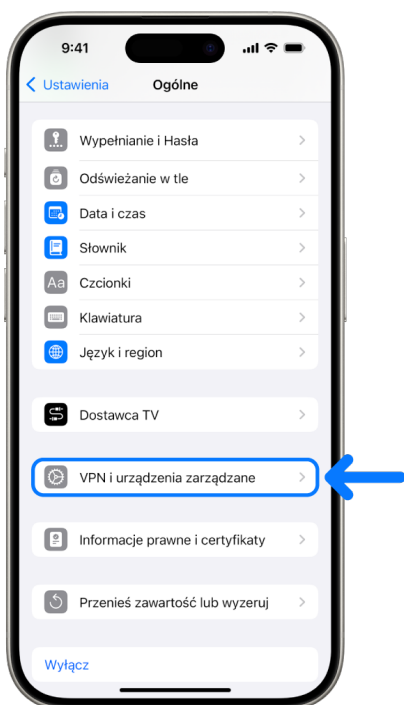 9:41
Ustawienia
Ogólne
Wypełnianie i Hasła
Odświeżanie w tle
Data i czas
Słownik
Aa Czcionki
Klawiatura
Język i region
Dostawca TV
VPN i urządzenia zarządzane
Informacje prawne i certyfikaty
Przenieś zawartość lub wyzeruj
Wyłącz